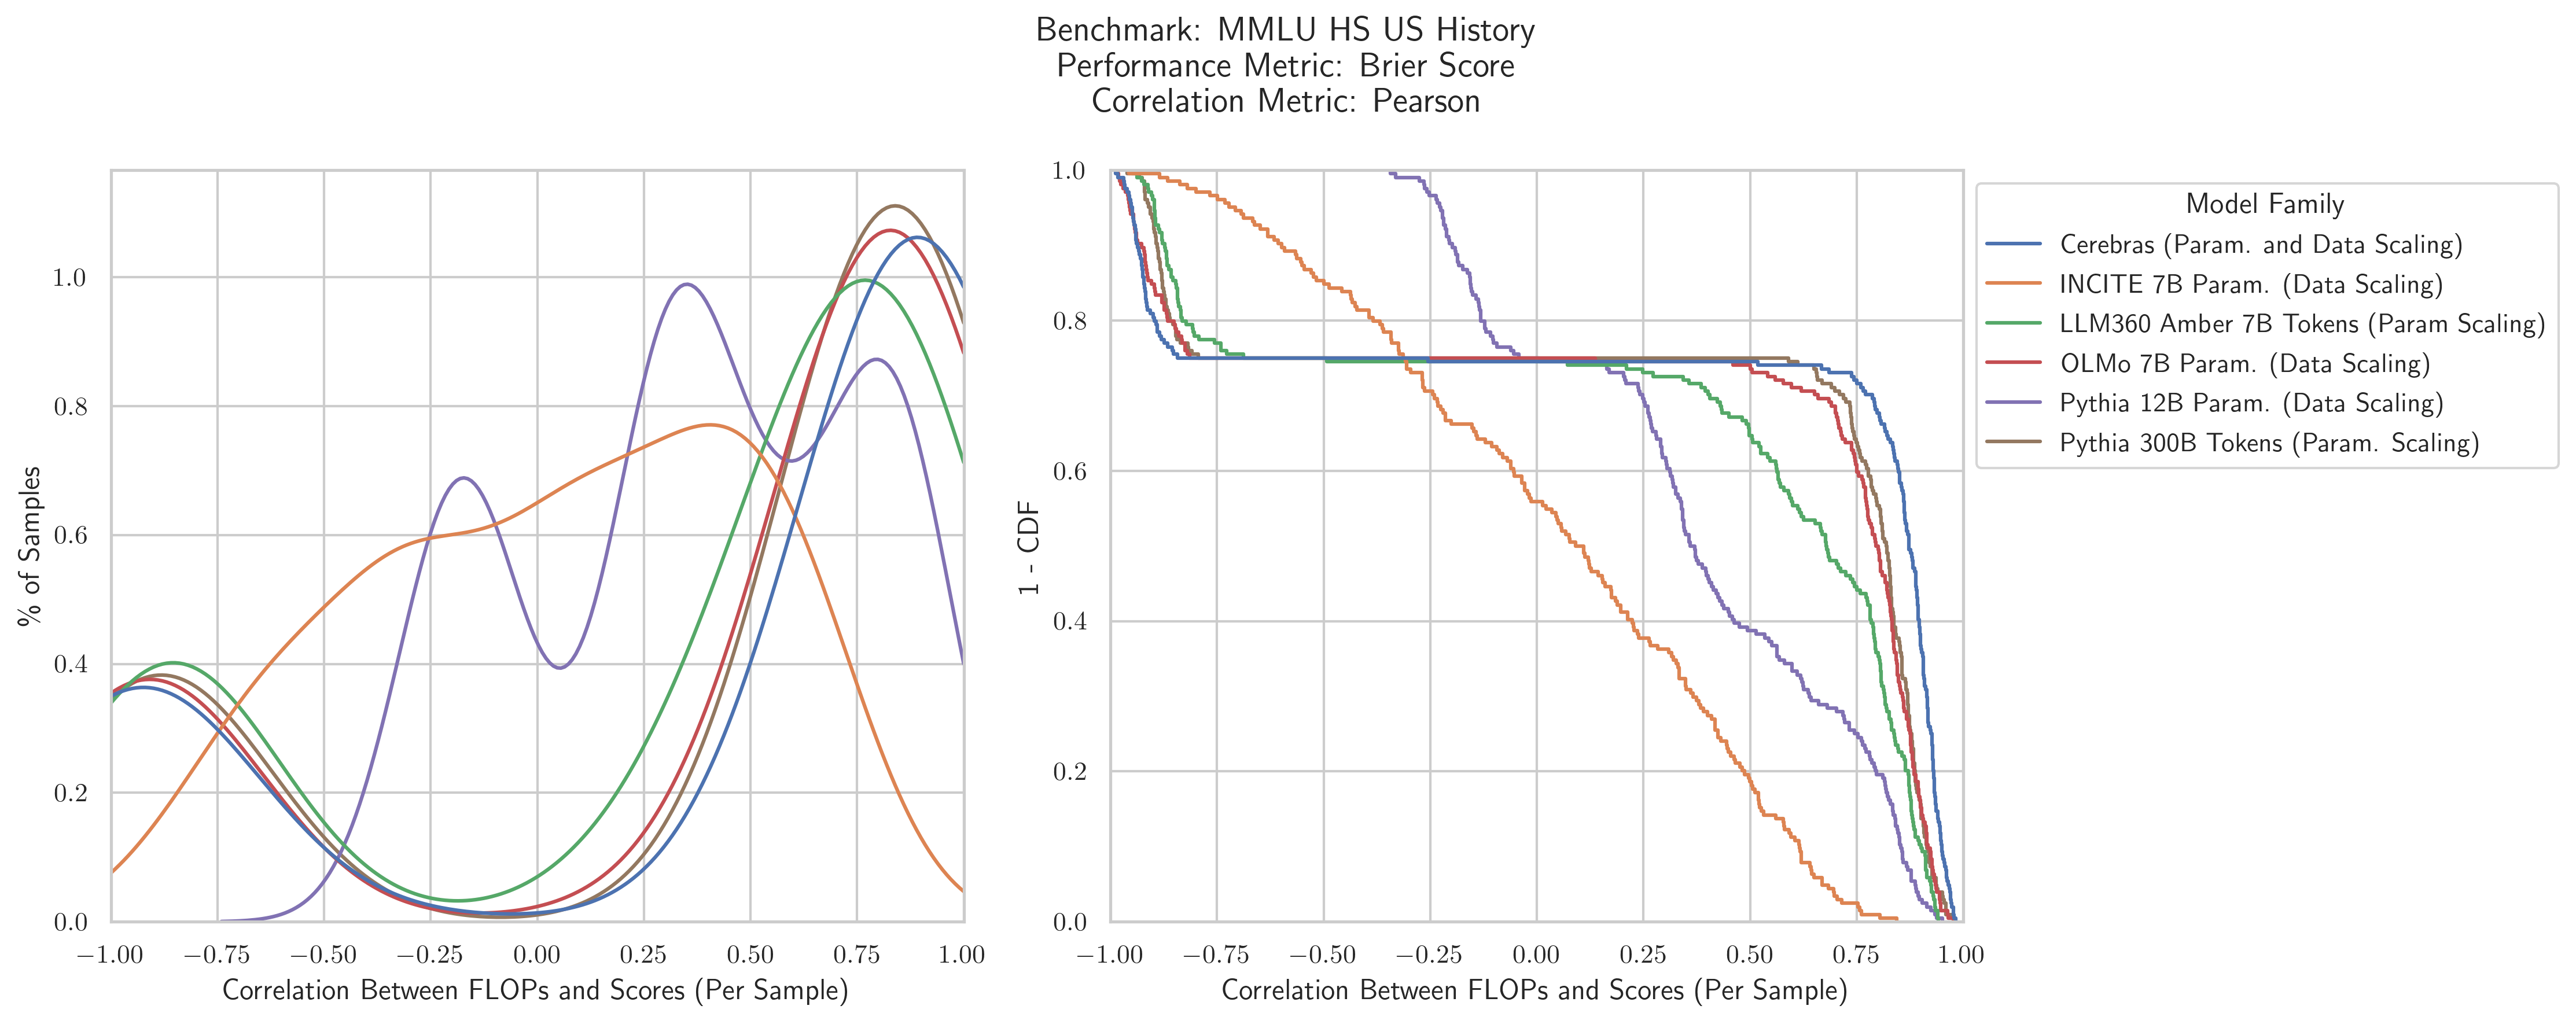 Benchmark: MMLU HS US History
Performance Metric: Brier Score
Correlation Metric: Pearson
% of Samples
1.0
0.8
0.6
0.4
0.2
0.0
−1.00 −0.75 −0.50 −0.25 0.00 0.25 0.50 0.75 1.00
Correlation Between FLOPs and Scores (Per Sample)
1 - CDF
1.0
0.8
0.6
0.4
0.2
0.0
−1.00 −0.75 −0.50 −0.25 0.00 0.25 0.50 0.75 1.00
Correlation Between FLOPs and Scores (Per Sample)
Model Family
Cerebras (Param. and Data Scaling)
INCITE 7B Param. (Data Scaling)
LLM360 Amber 7B Tokens (Param Scaling)
OLMo 7B Param. (Data Scaling)
Pythia 12B Param. (Data Scaling)
Pythia 300B Tokens (Param. Scaling)